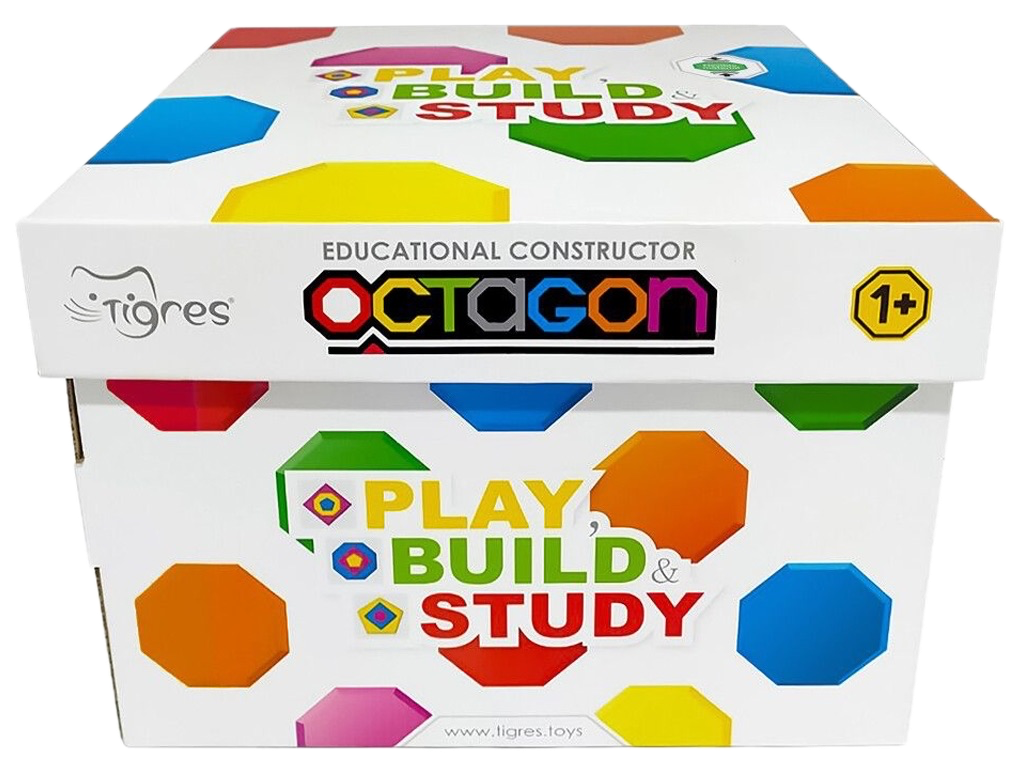 PLAY,
BUILD &
STUDY
EDUCATIONAL CONSTRUCTOR
Tigres®
OCTAGON
1+
PLAY,
BUILD &
STUDY
www.tigres.toys